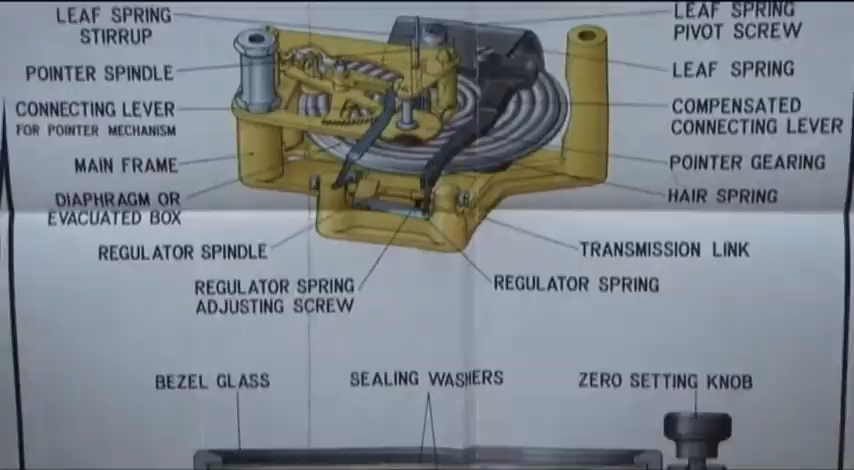 LEAF SPRING
STIRRUP
LEAF SPRING
PIVOT SCREW
POINTER SPINDLE
LEAF SPRING
CONNECTING LEVER
FOR POINTER MECHANISM
COMPENSATED
CONNECTING LEVER
MAIN FRAME
POINTER GEARING
DIAPHRAGM OR
EVACUATED BOX
HAIR SPRING
REGULATOR SPINDLE
TRANSMISSION LINK
REGULATOR SPRING
ADJUSTING SCREW
REGULATOR SPRING
BEZEL GLASS
SEALING WASHERS
ZERO SETTING KNOB